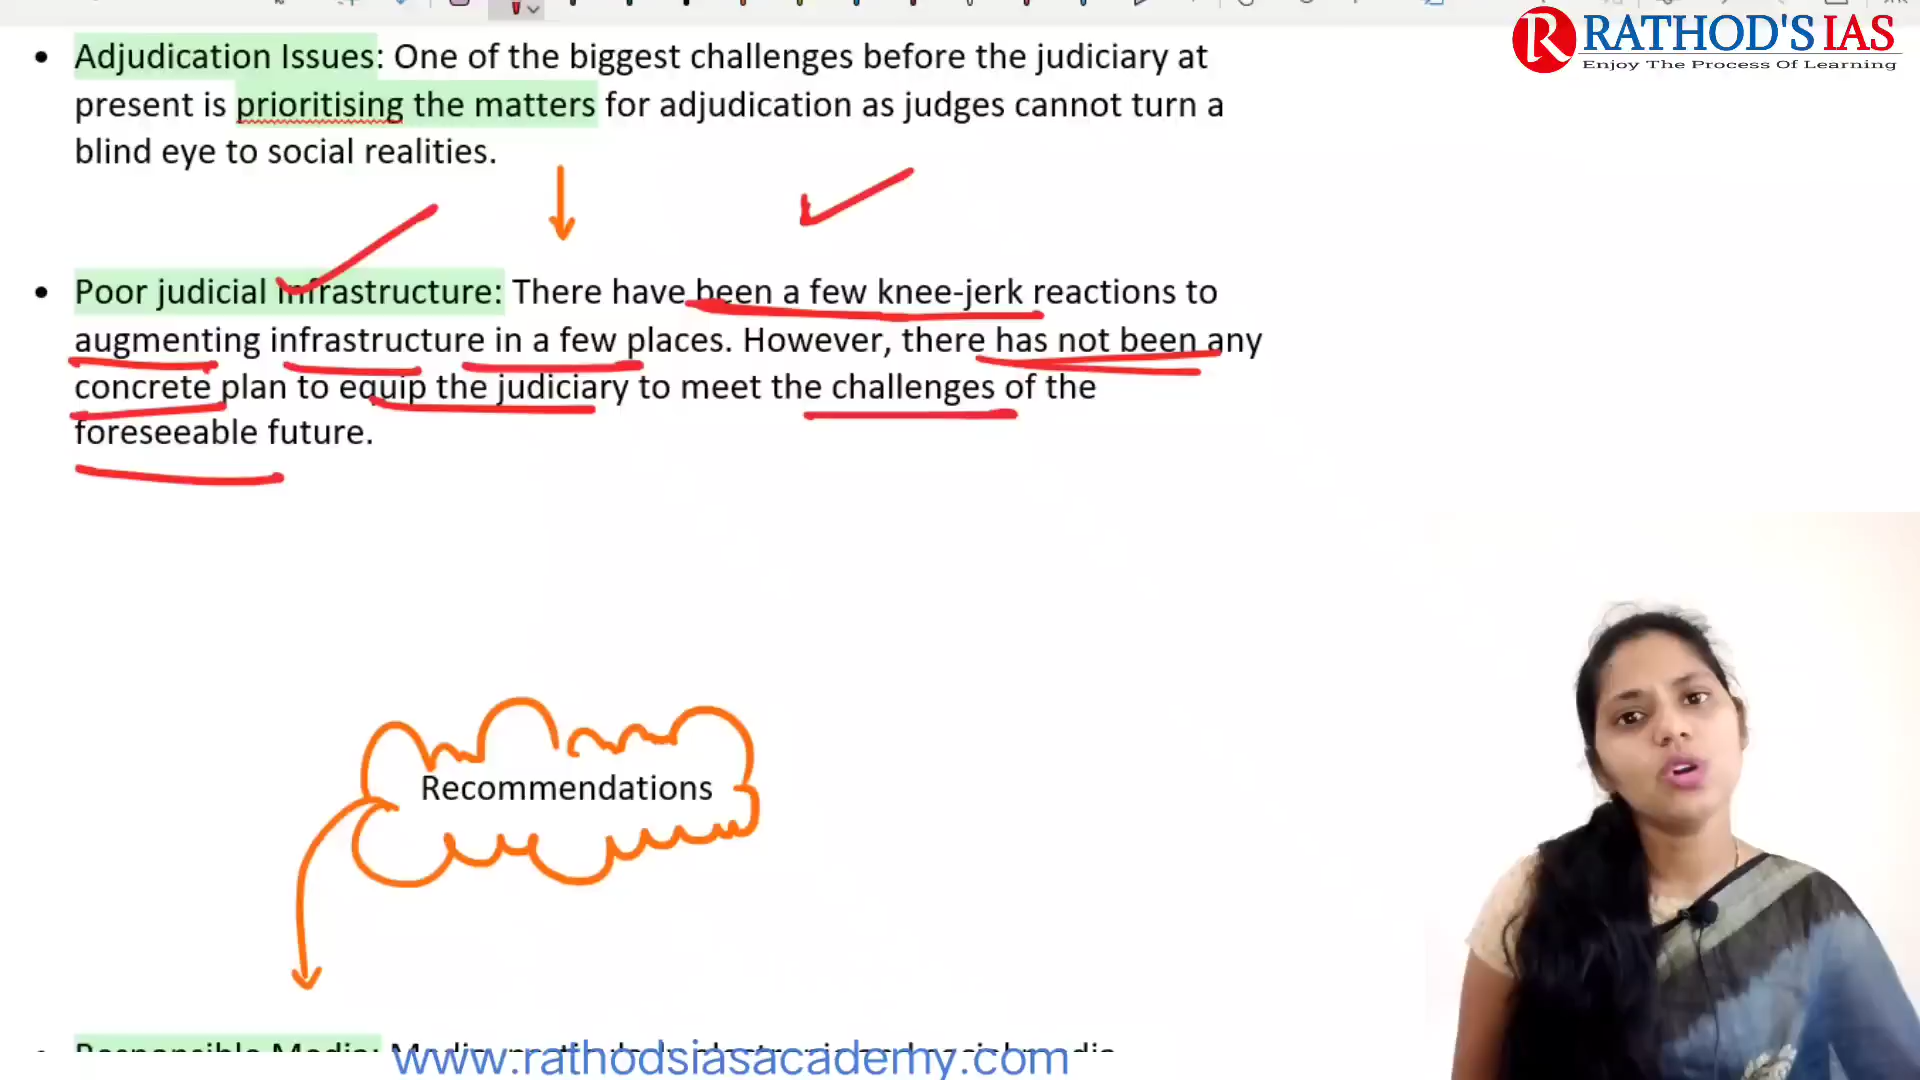 RATHOD'S IAS
Enjoy The Process Of Learning
• Adjudication Issues: One of the biggest challenges before the judiciary at
present is prioritising the matters for adjudication as judges cannot turn a
blind eye to social realities.
• Poor judicial infrastructure: There have been a few knee-jerk reactions to
augmenting infrastructure in a few places. However, there has not been any
concrete plan to equip the judiciary to meet the challenges of the
foreseeable future.
Recommendations
• Responsible Media: Media
www.rathodsiasacademy.com